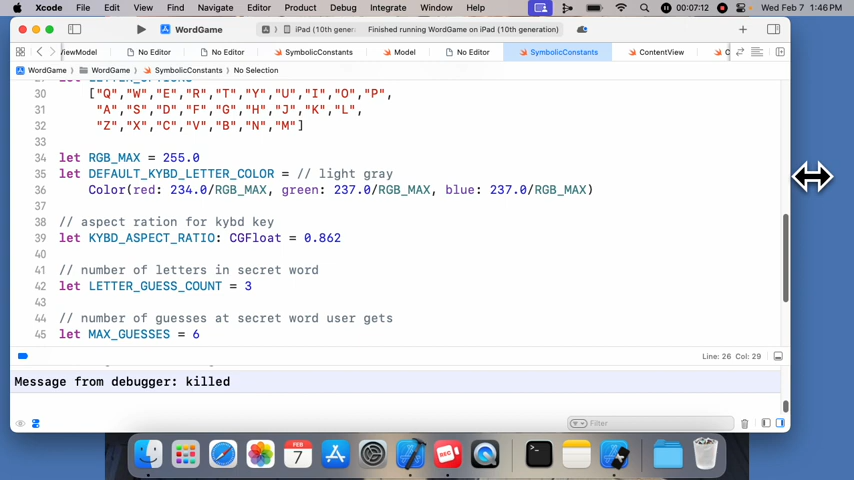 Xcode File Edit View Find Navigate Editor Product Debug Integrate Window Help 00:07:12 Wed Feb 7 1:46 PM
WordGame iPad (10th gener Finished running WordGame on iPad (10th generation)
ViewModel No Editor No Editor SymbolicConstants Model No Editor SymbolicConstants ContentView C
WordGame WordGame SymbolicConstants No Selection
30 ["Q","W","E","R","T","Y","U","I","O","P",
31 "A","S","D","F","G","H","J","K","L",
32 "Z","X","C","V","B","N","M"]
33
34 let RGB_MAX = 255.0
35 let DEFAULT_KYBD_LETTER_COLOR = // light gray
36 Color(red: 234.0/RGB_MAX, green: 237.0/RGB_MAX, blue: 237.0/RGB_MAX)
37
38 // aspect ration for kybd key
39 let KYBD_ASPECT_RATIO: CGFloat = 0.862
40
41 // number of letters in secret word
42 let LETTER_GUESS_COUNT = 3
43
44 // number of guesses at secret word user gets
45 let MAX_GUESSES = 6
Line: 26 Col: 29
Message from debugger: killed
Filter
FEB
7
REC